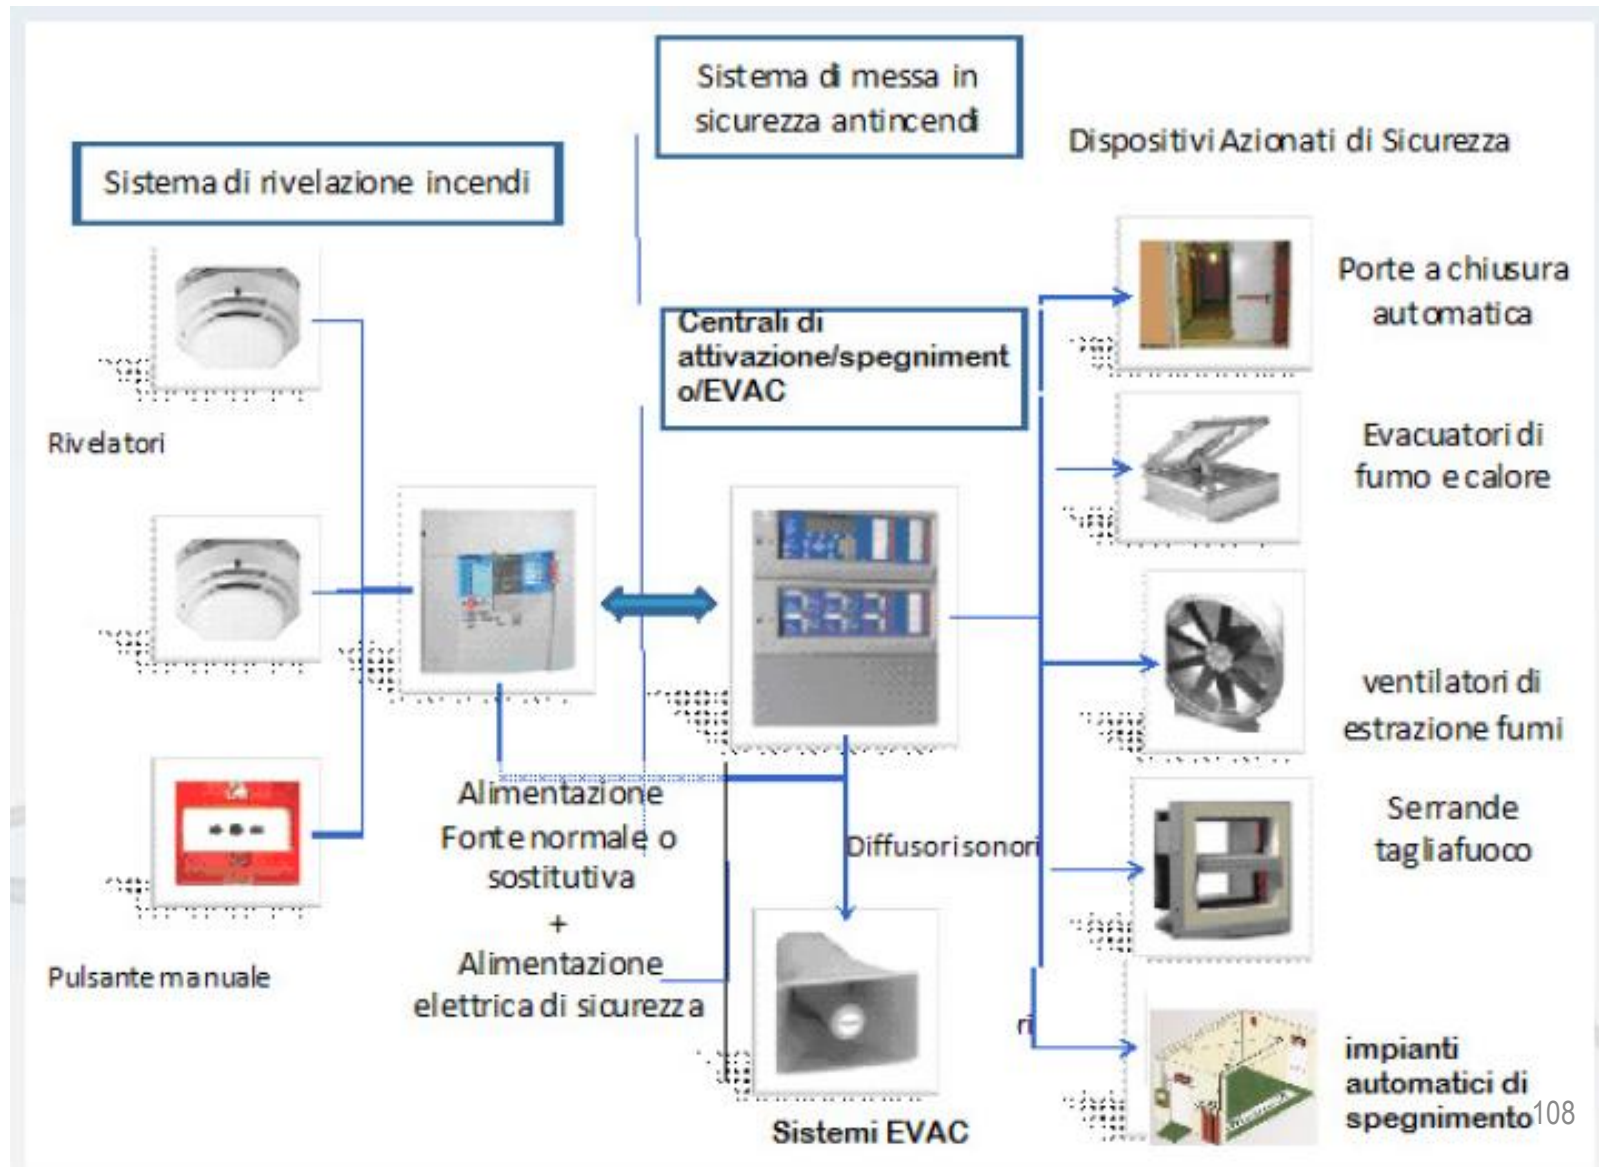 Sistema di messa in
sicurezza antincendi
Dispositivi Azionati di Sicurezza
Sistema di rivelazione incendi
Porte a chiusura
automatica
Centrali di
attivazione/spegniment
o/EVAC
Rivelatori
Evacuatori di
fumo e calore
ventilatori di
estrazione fumi
Alimentazione
Fonte normale o
sostitutiva
+
Alimentazione
elettrica di sicurezza
Diffusori sonori
Serrande
tagliafuoco
Pulsante manuale
ri
impianti
automatici di
spegnimento
108
Sistemi EVAC